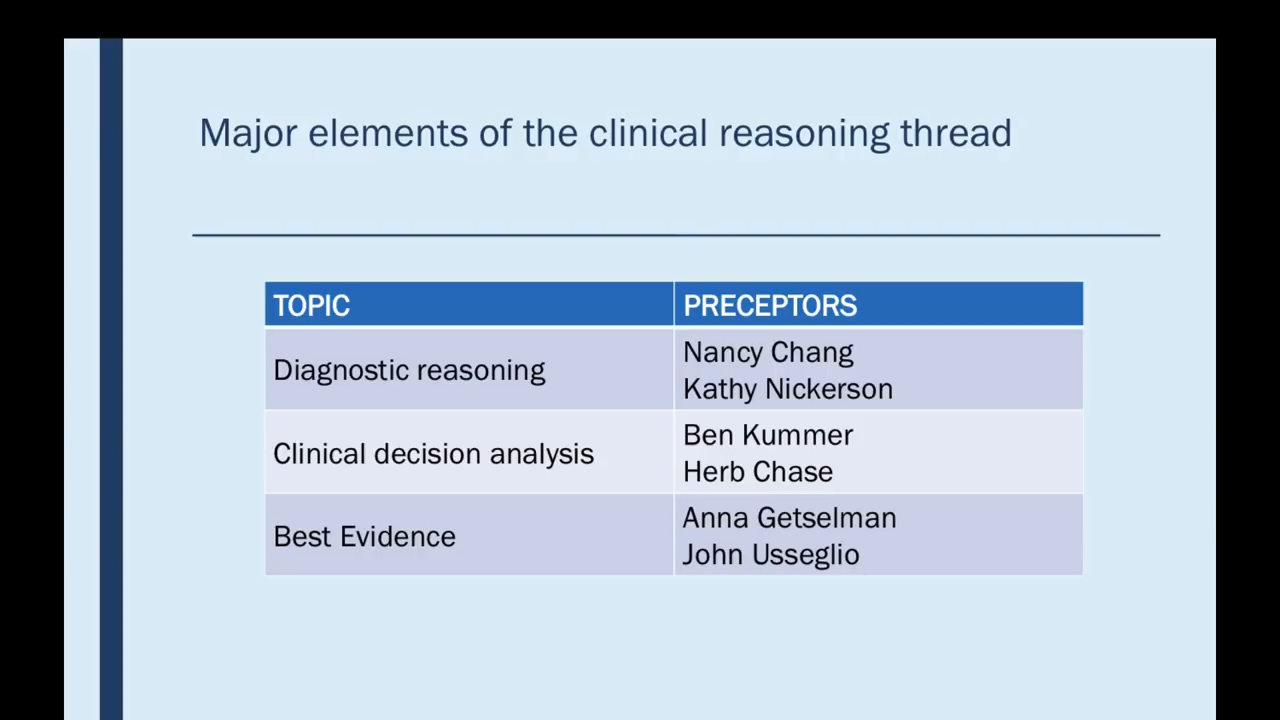 Major elements of the clinical reasoning thread
TOPIC
PRECEPTORS
Diagnostic reasoning
Nancy Chang
Kathy Nickerson
Clinical decision analysis
Ben Kummer
Herb Chase
Best Evidence
Anna Getselman
John Usseglio